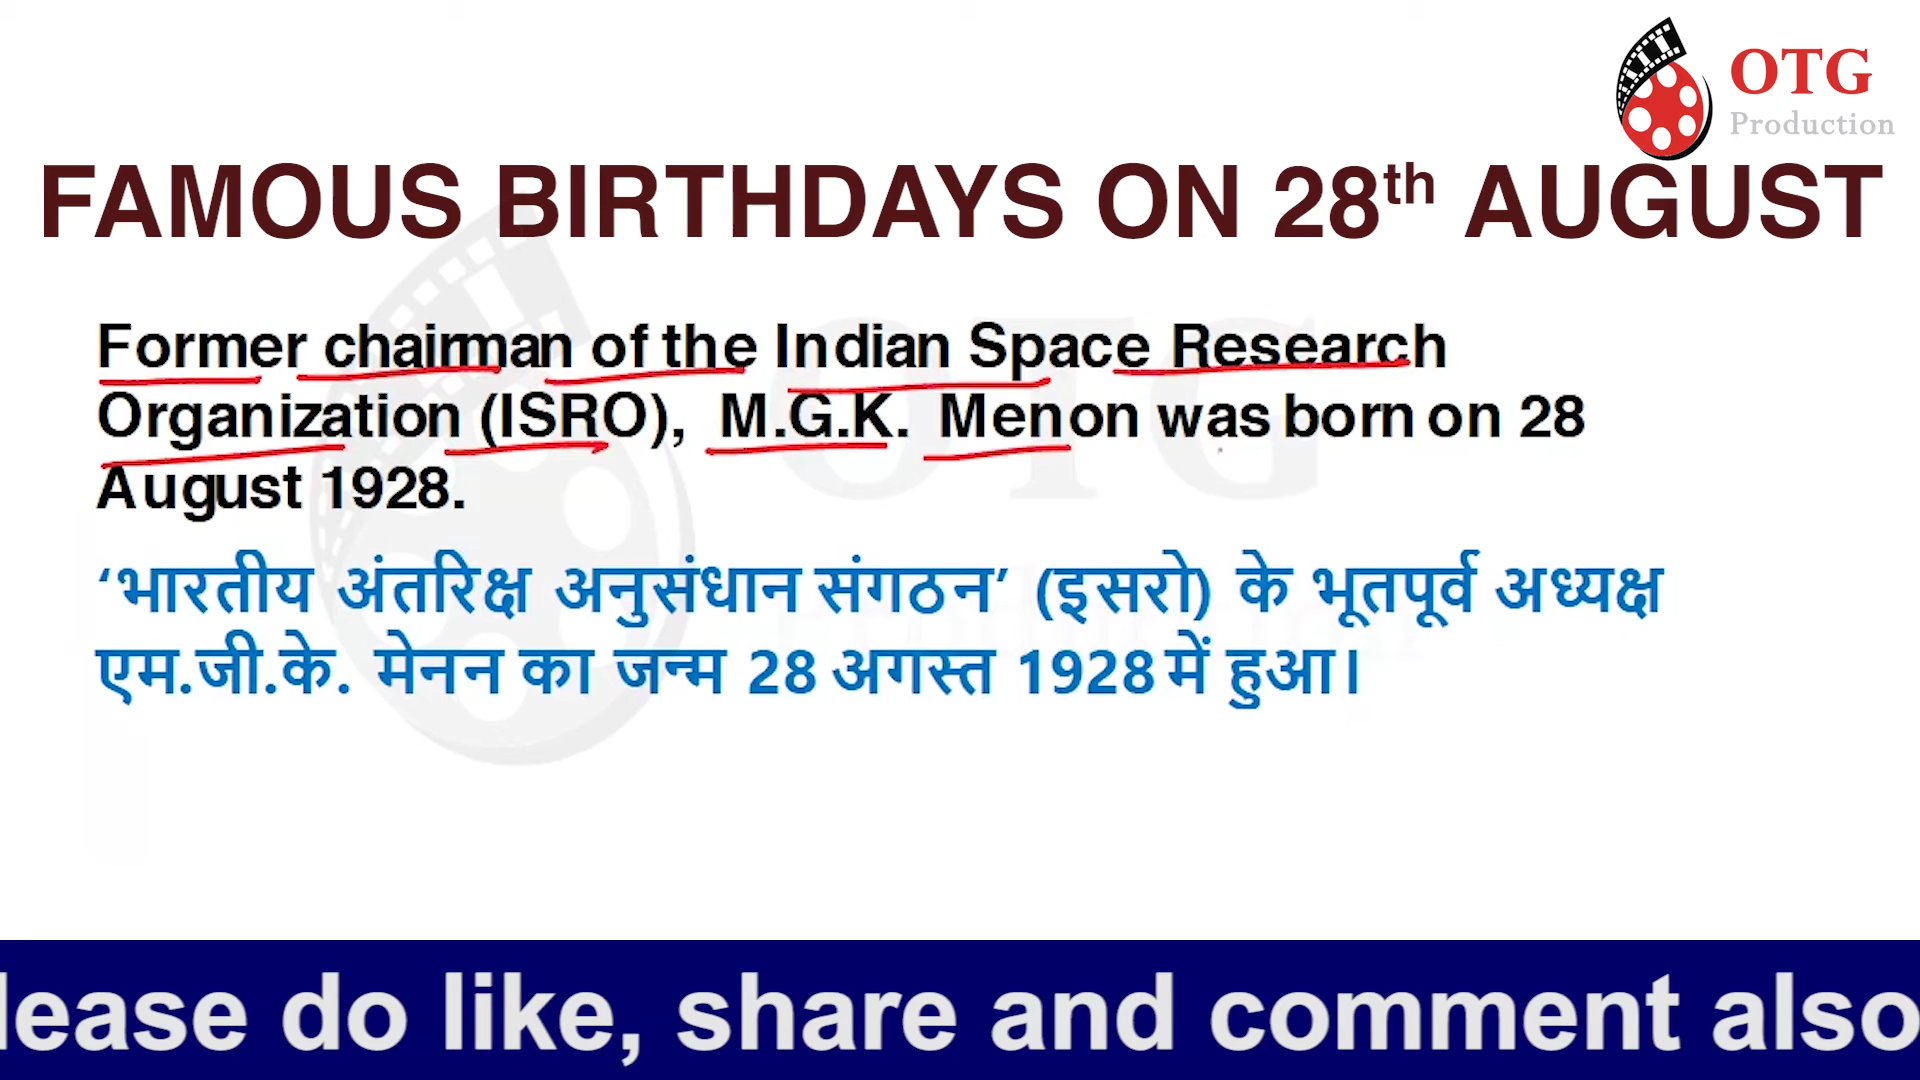 OTG
Production
FAMOUS BIRTHDAYS ON 28th AUGUST
Former chairman of the Indian Space Research
Organization (ISRO), M.G.K. Menon was born on 28
August 1928.
‘भारतीय अंतरिक्ष अनुसंधान संगठन’ (इसरो) के भूतपूर्व अध्यक्ष
एम.जी.के. मेनन का जन्म 28 अगस्त 1928 में हुआ।
lease do like, share and comment also